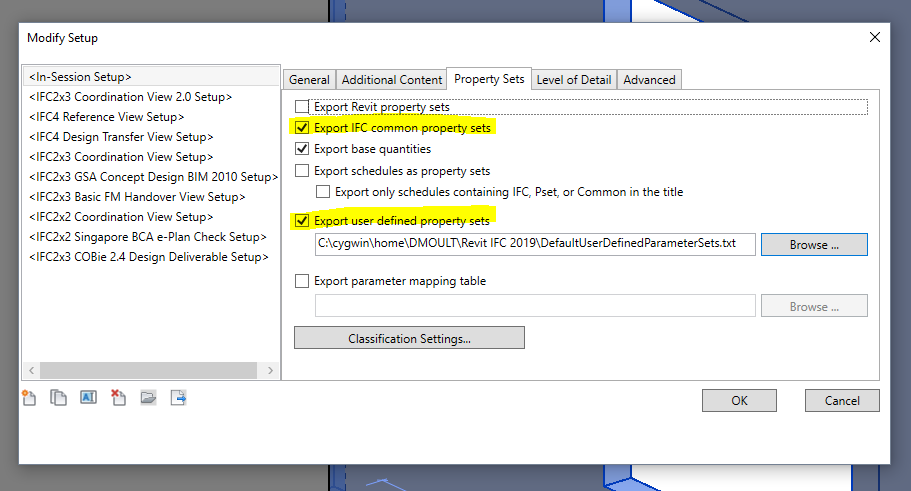 Modify Setup
<In-Session Setup>
<IFC2x3 Coordination View 2.0 Setup>
<IFC4 Reference View Setup>
<IFC4 Design Transfer View Setup>
<IFC2x3 Coordination View Setup>
<IFC2x3 GSA Concept Design BIM 2010 Setup>
<IFC2x3 Basic FM Handover View Setup>
<IFC2x2 Coordination View Setup>
<IFC2x2 Singapore BCA e-Plan Check Setup>
<IFC2x3 COBie 2.4 Design Deliverable Setup>
General Additional Content Property Sets Level of Detail Advanced
Export Revit property sets
Export IFC common property sets
Export base quantities
Export schedules as property sets
Export only schedules containing IFC, Pset, or Common in the title
Export user defined property sets
C:\cygwin\home\DMOULT\Revit IFC 2019\DefaultUserDefinedParameterSets.txt
Browse ...
Export parameter mapping table
Browse ...
Classification Settings...
OK
Cancel